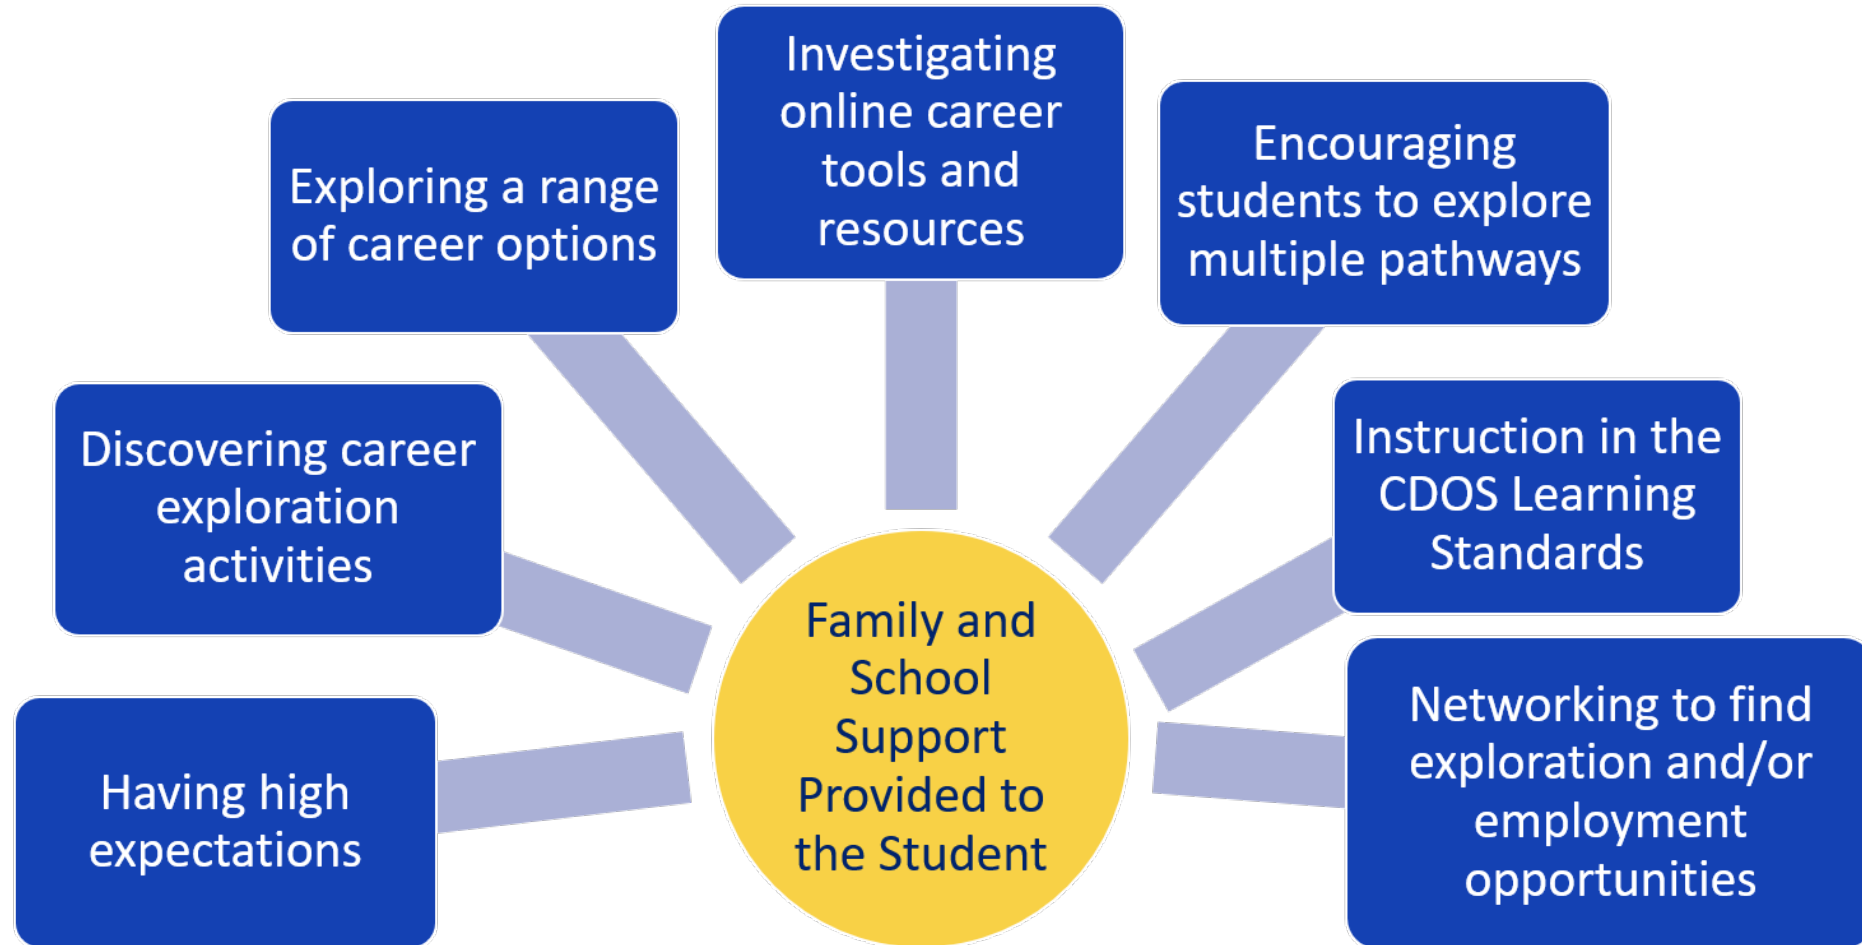 Investigating
online career
tools and
resources
Exploring a range
of career options
Encouraging
students to explore
multiple pathways
Discovering career
exploration
activities
Instruction in the
CDOS Learning
Standards
Having high
expectations
Family and
School
Support
Provided to
the Student
Networking to find
exploration and/or
employment
opportunities